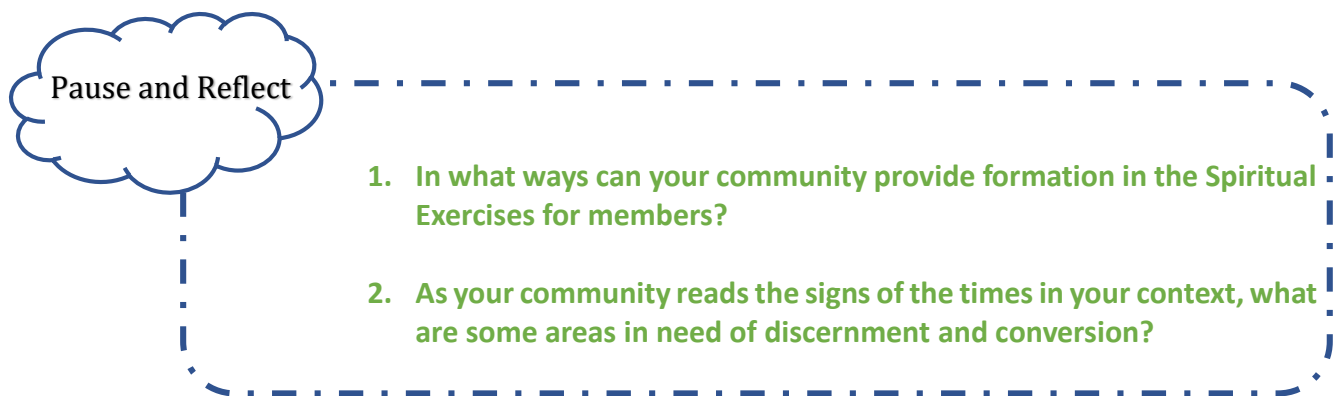 Pause and Reflect
1. In what ways can your community provide formation in the Spiritual
Exercises for members?
2. As your community reads the signs of the times in your context, what
are some areas in need of discernment and conversion?